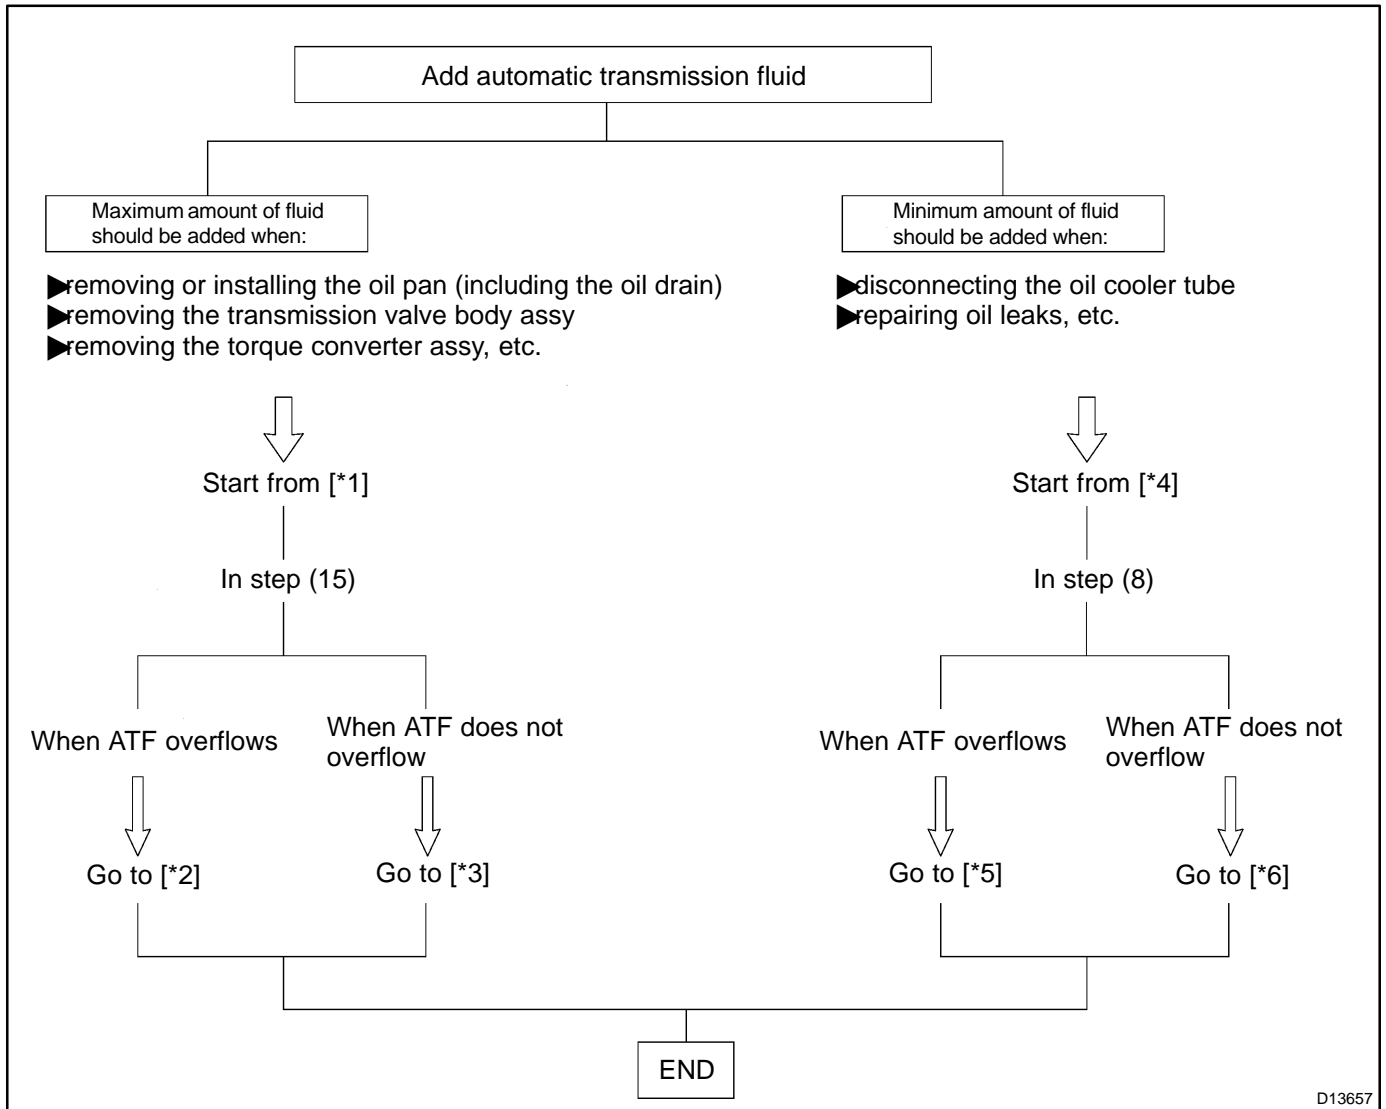 Add automatic transmission fluid
Maximum amount of fluid
should be added when:
▶removing or installing the oil pan (including the oil drain)
▶removing the transmission valve body assy
▶removing the torque converter assy, etc.
Start from [*1]
In step (15)
When ATF overflows
When ATF does not
overflow
Go to [*2]
Go to [*3]
Minimum amount of fluid
should be added when:
▶disconnecting the oil cooler tube
▶repairing oil leaks, etc.
Start from [*4]
In step (8)
When ATF overflows
When ATF does not
overflow
Go to [*5]
Go to [*6]
END
D13657